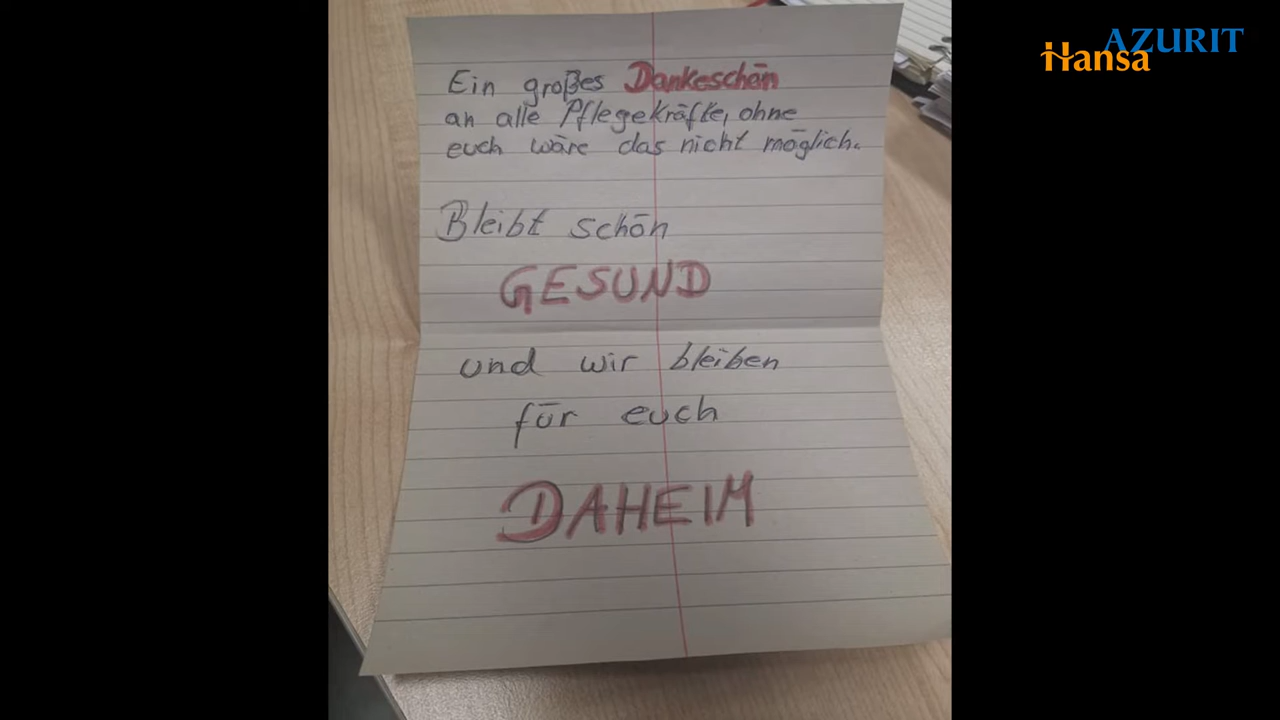 AZURIT
Hansa
Ein großes Dankeschön
an alle Pflegekräfte, ohne
euch wäre das nicht möglich.
Bleibt schön
GESUND
und wir bleiben
für euch
DAHEIM